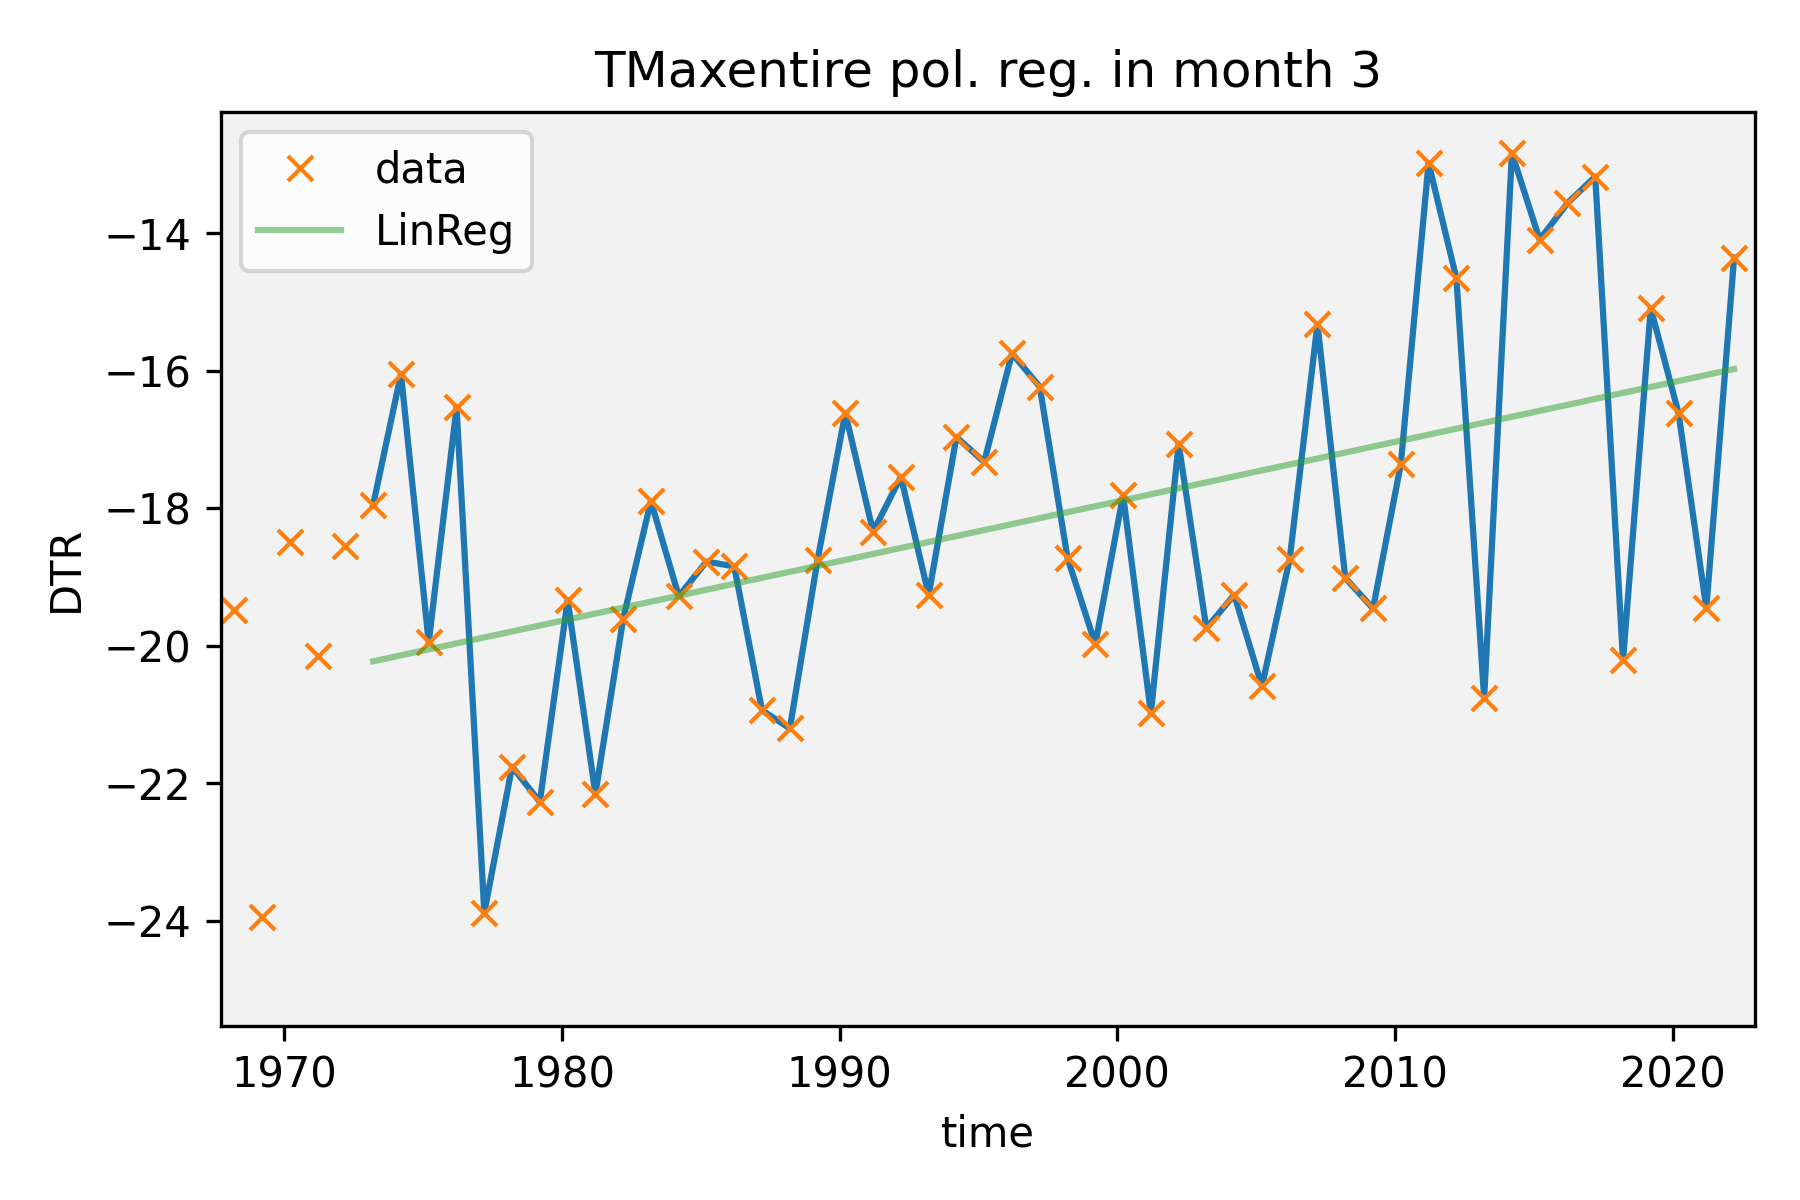 TMaxentire pol. reg. in month 3
data
LinReg
DTR
−14
−16
−18
−20
−22
−24
1970 1980 1990 2000 2010 2020
time